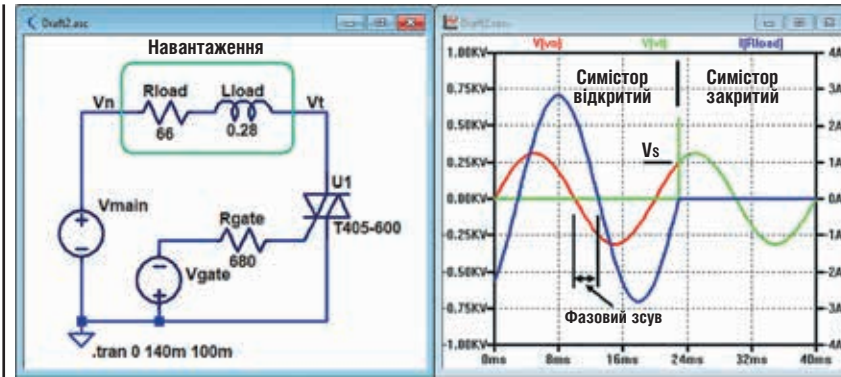 Draft2.asc
Навантаження
Rload
Lload
Vn
Vt
66
0.28
U1
T405-600
Vmain
Rgate
680
Vgate
.tran 0 140m 100m
Draft2.asc
V(vn)
V(vt)
I(Rload)
1.00KV
0.75KV
0.50KV
0.25KV
0.00KV
-0.25KV
-0.50KV
-0.75KV
-1.00KV
Симістор
відкритий
Симістор
закритий
Vs
Фазовий зсув
4A
3A
2A
1A
0A
-1A
-2A
-3A
-4A
0ms
8ms
16ms
24ms
32ms
40ms